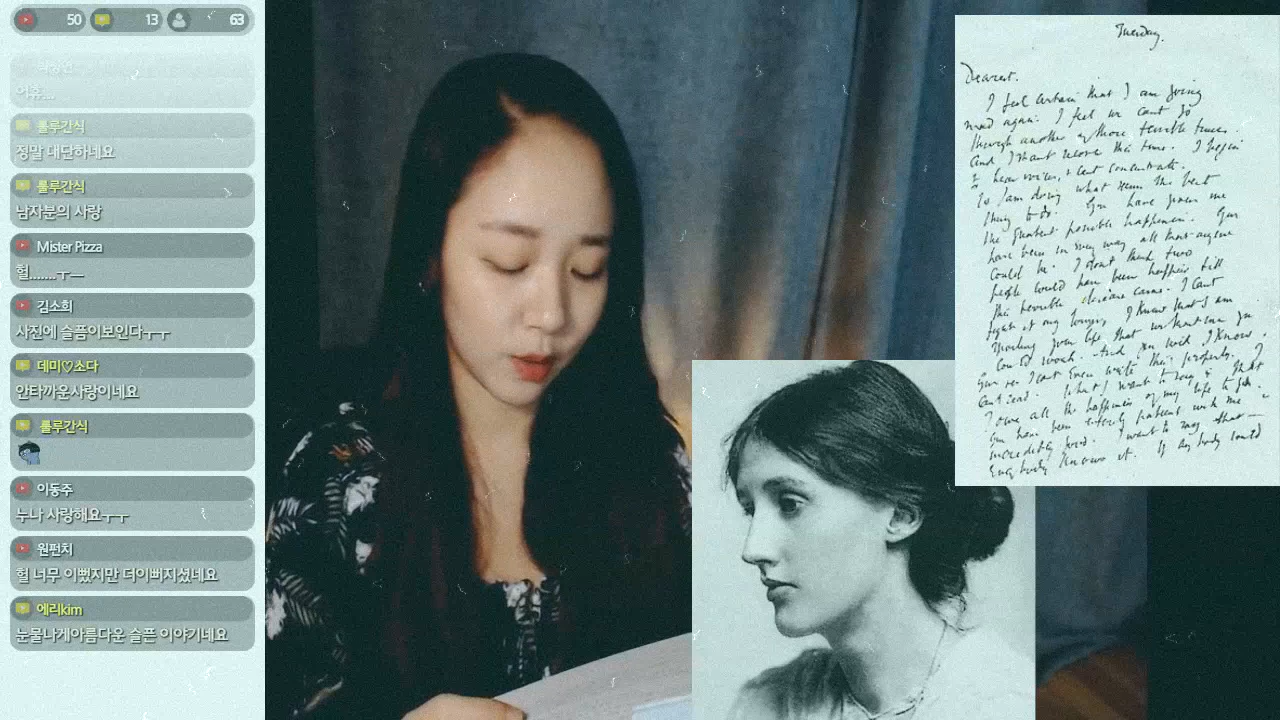 50 13 63
어휴...
롤루간식
정말 대단하네요
롤루간식
남자분의 사랑
Mister Pizza
헐.......ㅜㅡ
김소희
사진에 슬픔이보인다ㅜㅜ
데미♡소다
안타까운사랑이네요
롤루간식
이동주
누나 사랑해요ㅜㅜ
원펀치
헐 너무 이뻤지만 더이뻐지셨네요
에리kim
눈물나게아름다운 슬픈 이야기네요
Tuesday.
Dearest.
I feel certain that I am going
mad again: I feel we cant go
through another of those terrible times.
And I shant recover this time. I begin
to hear voices, & cant concentrate.
So I am doing what seems the best
thing to do. You have given me
the greatest possible happiness. You
have been in every way all that anyone
could be. I dont think two
people could have been happier till
this terrible disease came. I cant
fight it any longer, I know that I am
spoiling your life, that without me you
could work. And you will I know.
You see I cant even write this properly. I
cant read. What I want to say is that
I owe all the happiness of my life to you.
You have been entirely patient with me &
incredibly good. I want to say that —
everybody knows it. If anybody could